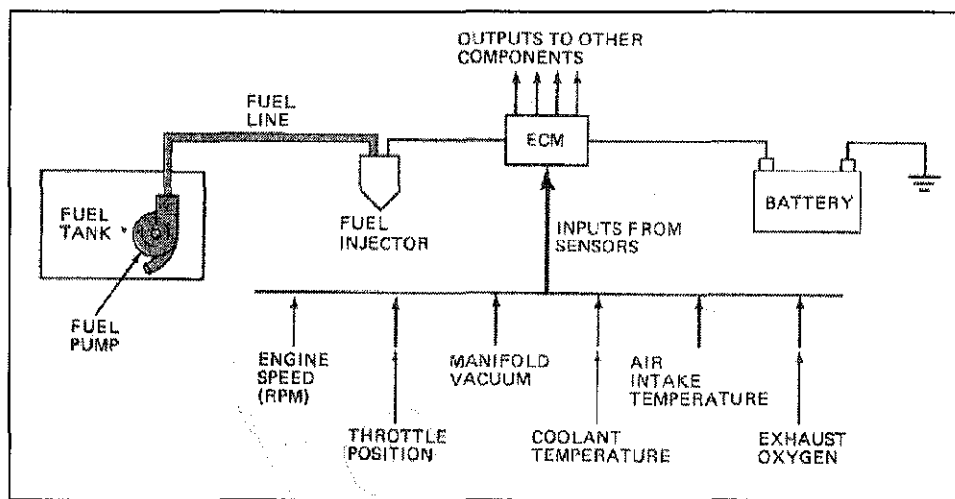 OUTPUTS TO OTHER
COMPONENTS
FUEL
LINE
ECM
FUEL
TANK
FUEL
INJECTOR
INPUTS FROM
SENSORS
BATTERY
FUEL
PUMP
ENGINE
SPEED
(RPM)
MANIFOLD
VACUUM
AIR
INTAKE
TEMPERATURE
THROTTLE
POSITION
COOLANT
TEMPERATURE
EXHAUST
OXYGEN